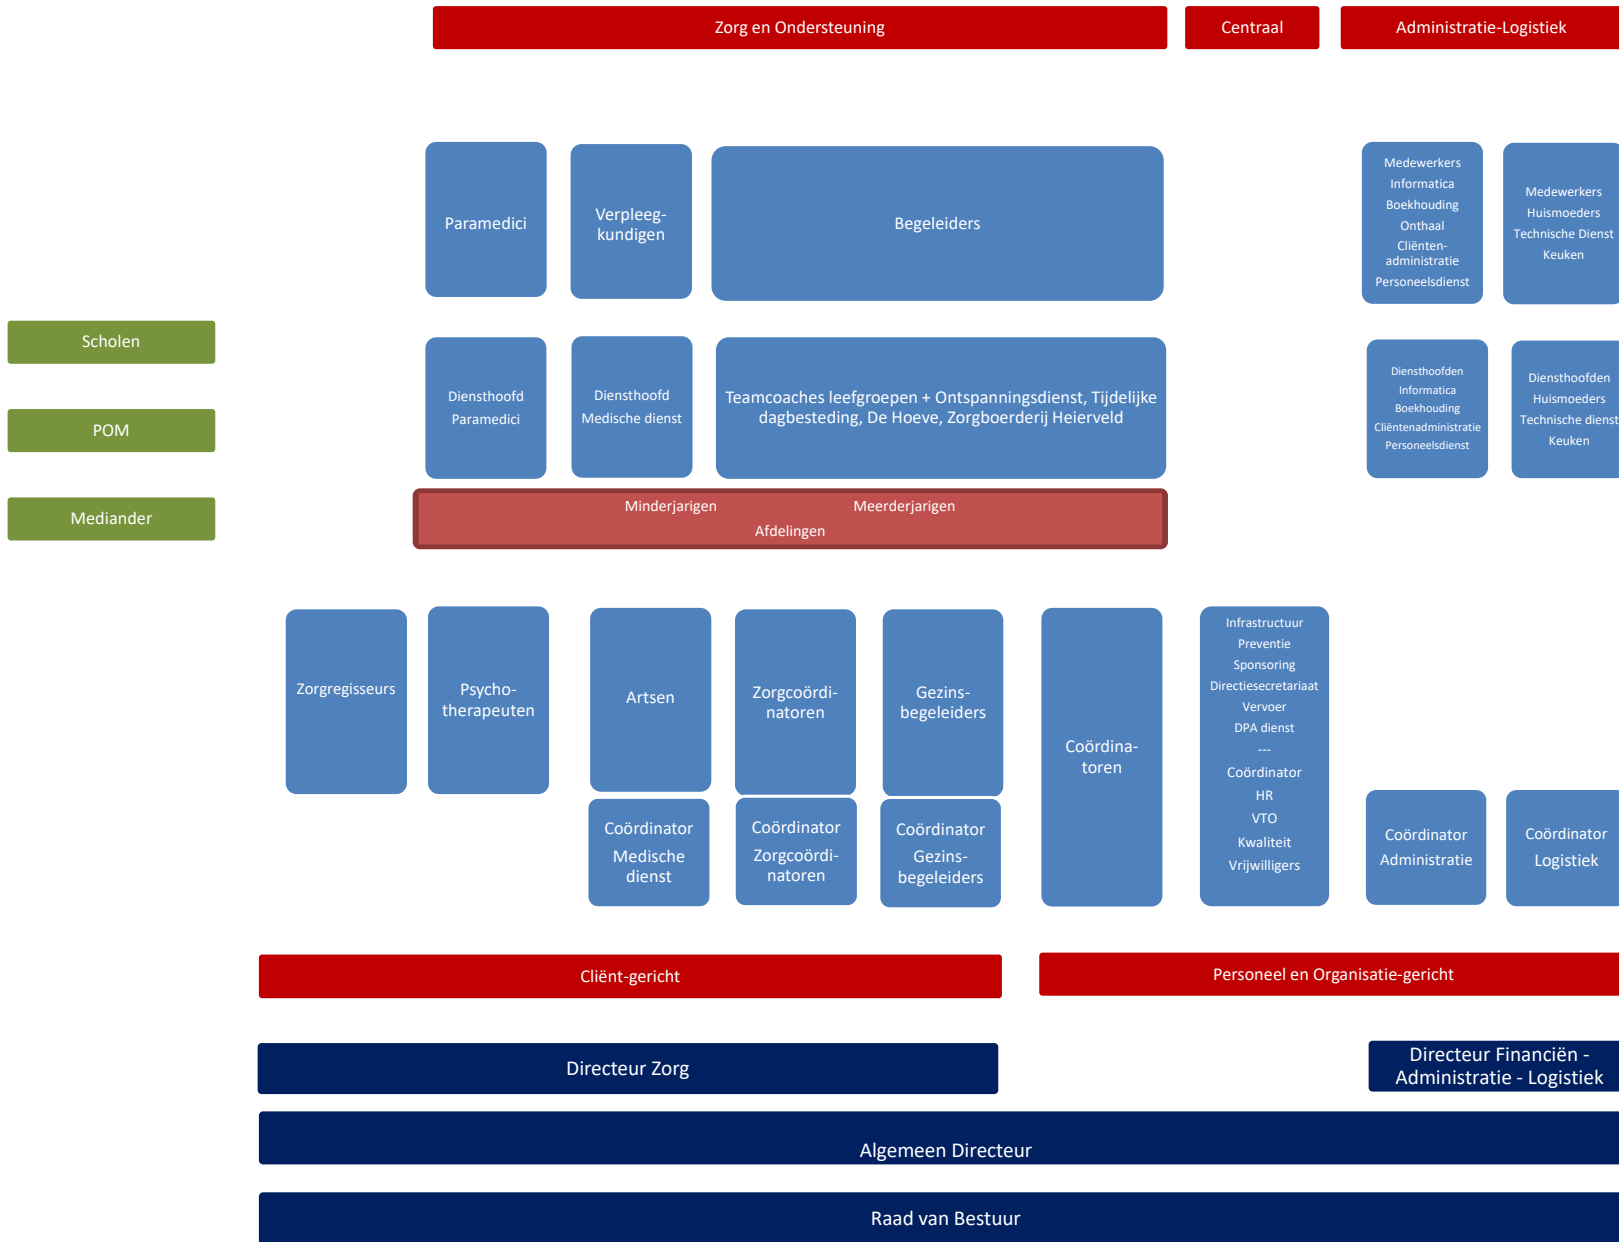 Zorg en Ondersteuning
Centraal
Administratie-Logistiek
Paramedici
Verpleeg-
kundigen
Begeleiders
Medewerkers
Informatica
Boekhouding
Onthaal
Cliënten-
administratie
Personeelsdienst
Medewerkers
Huismoeders
Technische Dienst
Keuken
Scholen
POM
Mediander
Diensthoofd
Paramedici
Diensthoofd
Medische dienst
Teamcoaches leefgroepen + Ontspanningsdienst, Tijdelijke
dagbesteding, De Hoeve, Zorgboerderij Heierveld
Diensthoofden
Informatica
Boekhouding
Cliëntenadministratie
Personeelsdienst
Diensthoofden
Huismoeders
Technische dienst
Keuken
Minderjarigen Meerderjarigen
Afdelingen
Zorgregisseurs
Psycho-
therapeuten
Artsen
Zorgcoördi-
natoren
Gezins-
begeleiders
Coördina-
toren
Infrastructuur
Preventie
Sponsoring
Directiesecretariaat
Vervoer
DPA dienst
---
Coördinator
HR
VTO
Kwaliteit
Vrijwilligers
Coördinator
Medische
dienst
Coördinator
Zorgcoördi-
natoren
Coördinator
Gezins-
begeleiders
Coördinator
Administratie
Coördinator
Logistiek
Cliënt-gericht
Personeel en Organisatie-gericht
Directeur Zorg
Directeur Financiën -
Administratie - Logistiek
Algemeen Directeur
Raad van Bestuur